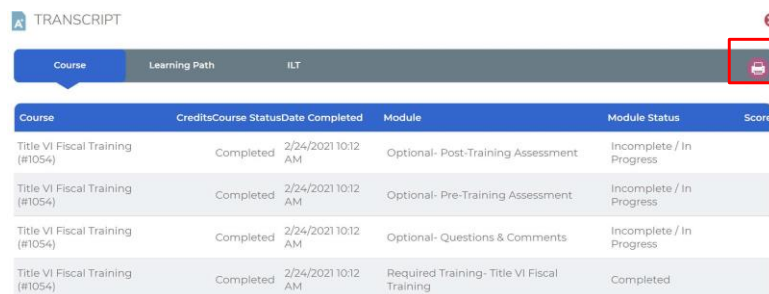 TRANSCRIPT
Course Learning Path ILT
Course Credits Course Status Date Completed Module Module Status Score
Title VI Fiscal Training (#1054) Completed 2/24/2021 10:12 AM Optional- Post-Training Assessment Incomplete / In Progress
Title VI Fiscal Training (#1054) Completed 2/24/2021 10:12 AM Optional- Pre-Training Assessment Incomplete / In Progress
Title VI Fiscal Training (#1054) Completed 2/24/2021 10:12 AM Optional- Questions & Comments Incomplete / In Progress
Title VI Fiscal Training (#1054) Completed 2/24/2021 10:12 AM Required Training- Title VI Fiscal Training Completed